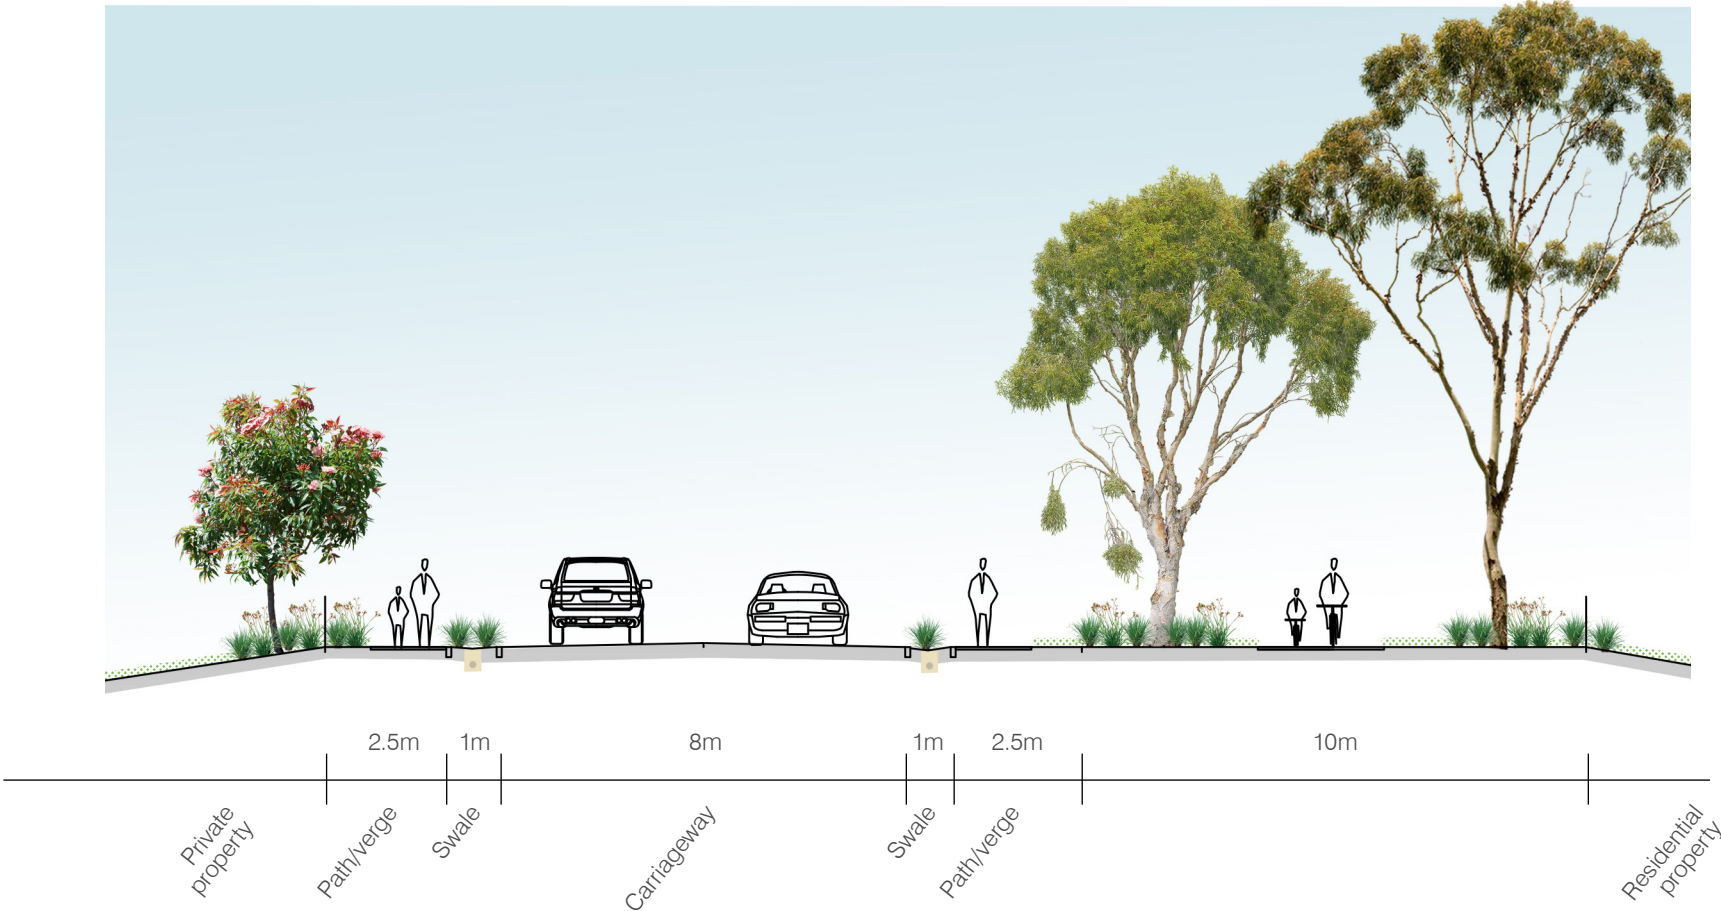 2.5m
1m
8m
1m
2.5m
10m
Private
property
Path/verge
Swale
Carriageway
Swale
Path/verge
Residential
property